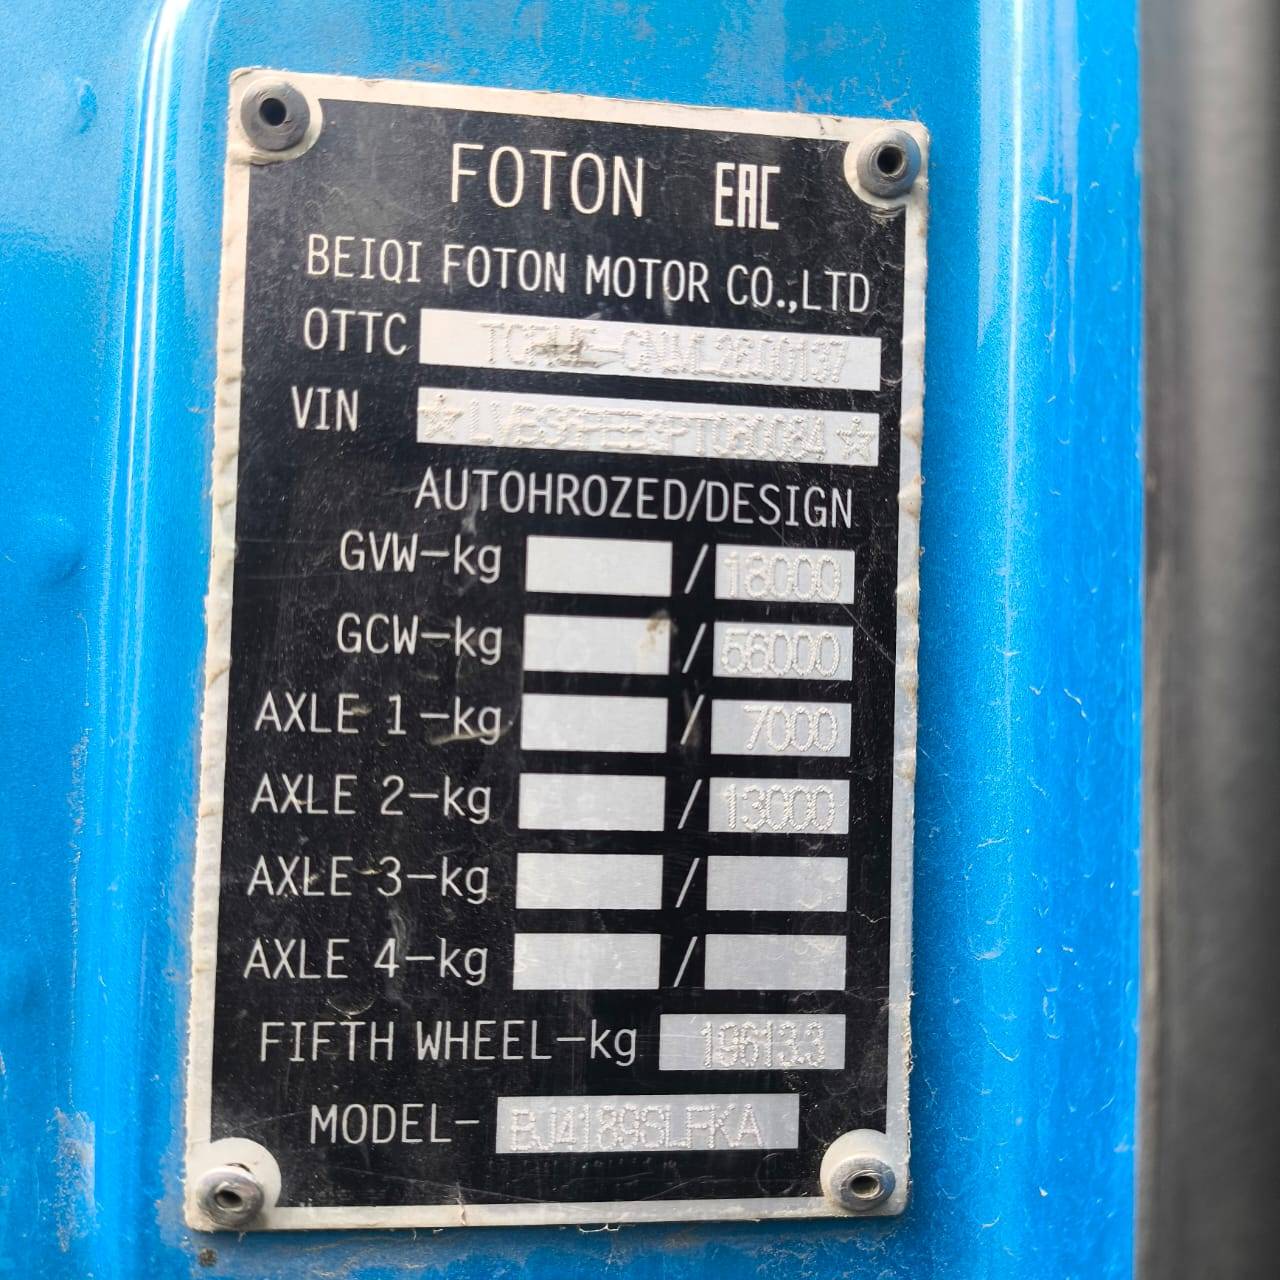 FOTON EAC
BEIQI FOTON MOTOR CO.,LTD
OTTC
VIN
AUTOHROZED/DESIGN
GVW-kg / 18000
GCW-kg / 56000
AXLE 1-kg / 7000
AXLE 2-kg / 13000
AXLE 3-kg /
AXLE 4-kg /
FIFTH WHEEL-kg 19613.3
MODEL- BJ4189SLFKA